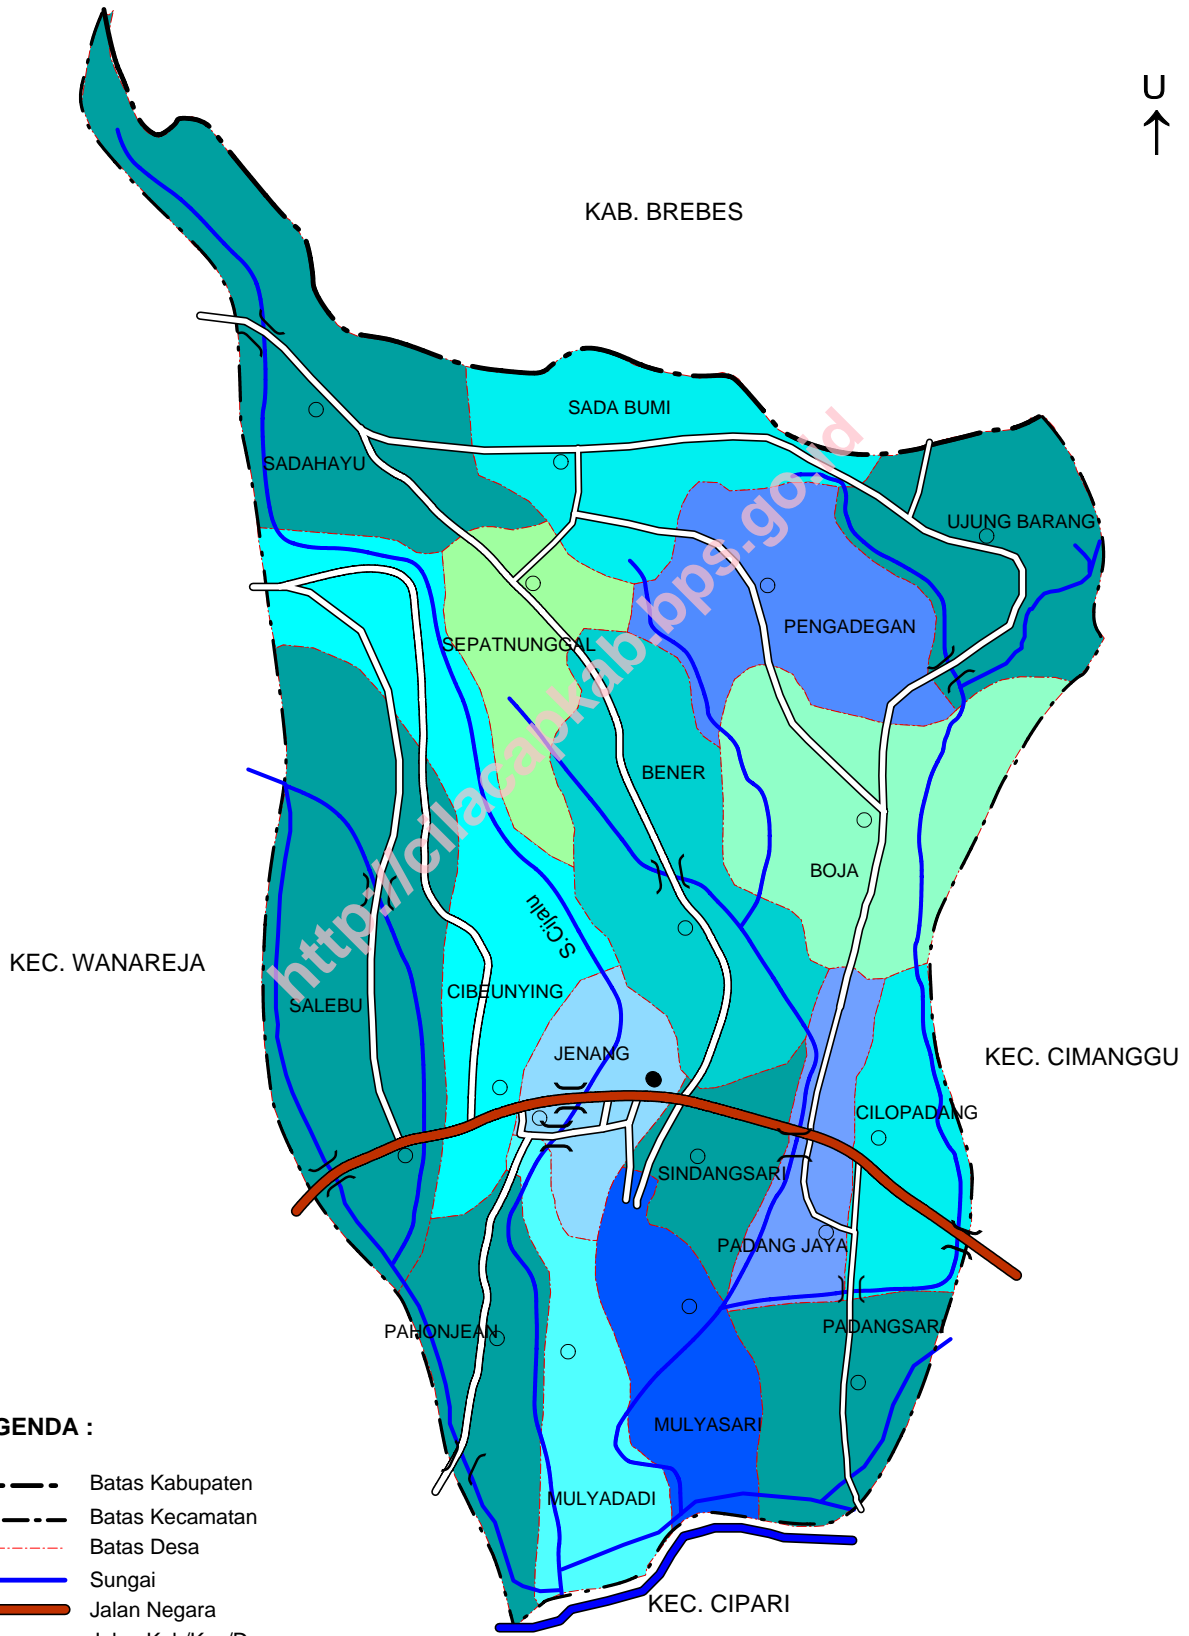 U
KAB. BREBES
SADA BUMI
SADAHAYU
UJUNG BARANG
PENGADEGAN
SEPATNUNGGAL
BENER
BOJA
S.Cijalu
KEC. WANAREJA
CIBEUNYING
SALEBU
JENANG
KEC. CIMANGGU
CILOPADANG
SINDANGSARI
PADANG JAYA
PADANGSARI
PAHONJEAN
MULYASARI
MULYADADI
KEC. CIPARI
http://cilacapkab.bps.go.id
GENDA :
Batas Kabupaten
Batas Kecamatan
Batas Desa
Sungai
Jalan Negara